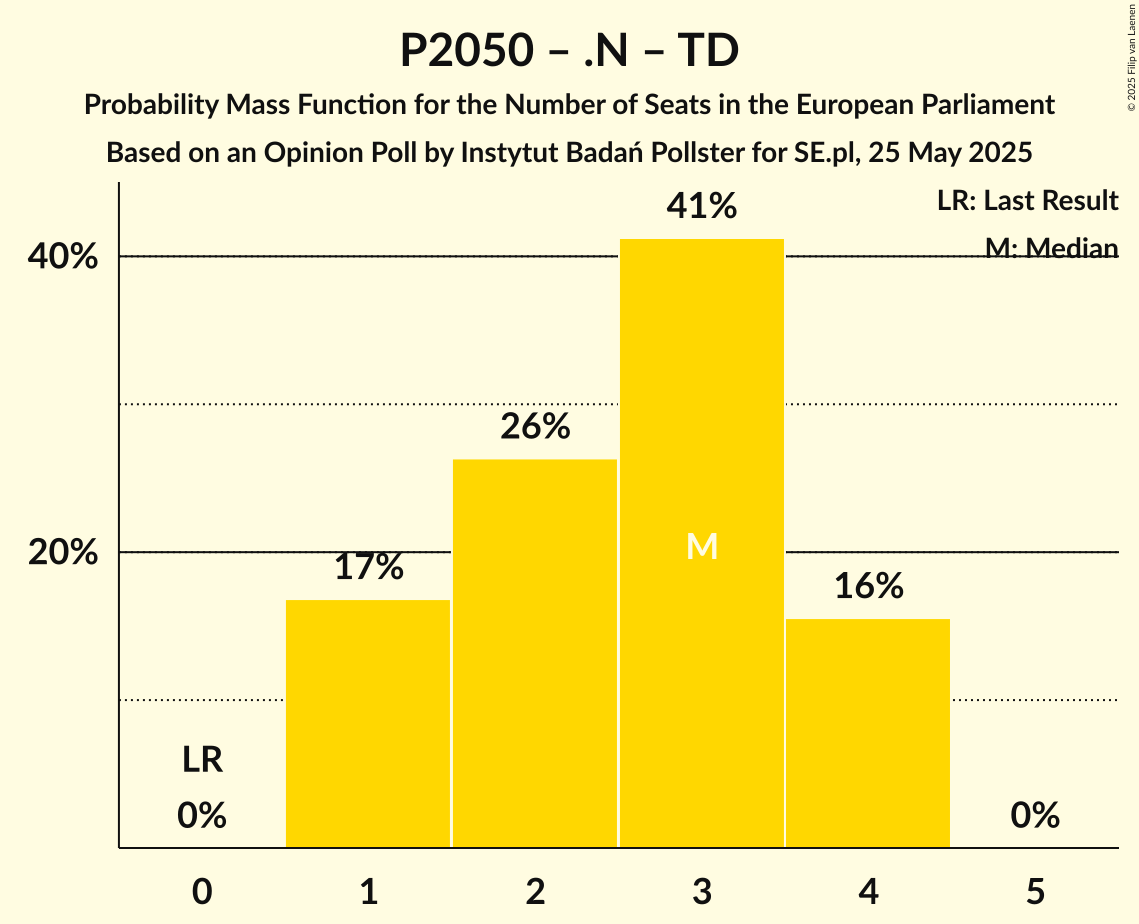 P2050 – .N – TD
Probability Mass Function for the Number of Seats in the European Parliament
Based on an Opinion Poll by Instytut Badań Pollster for SE.pl, 25 May 2025
© 2025 Filip van Laenen
LR: Last Result
M: Median
40%
20%
LR
0%
17%
26%
41%
M
16%
0%
0
1
2
3
4
5